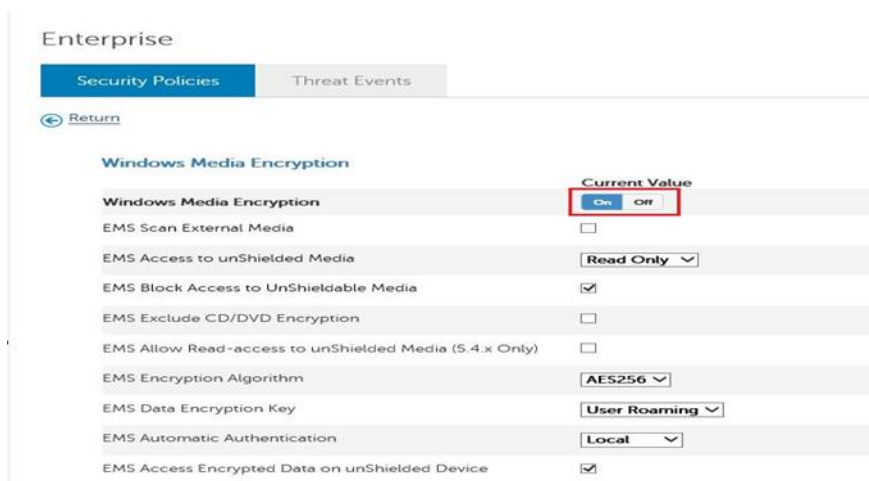 Enterprise
Security Policies Threat Events
Return
Windows Media Encryption
Current Value
Windows Media Encryption On Off
EMS Scan External Media
EMS Access to unShielded Media Read Only
EMS Block Access to UnShieldable Media
EMS Exclude CD/DVD Encryption
EMS Allow Read-access to unShielded Media (5.4.x Only)
EMS Encryption Algorithm AES256
EMS Data Encryption Key User Roaming
EMS Automatic Authentication Local
EMS Access Encrypted Data on unShielded Device